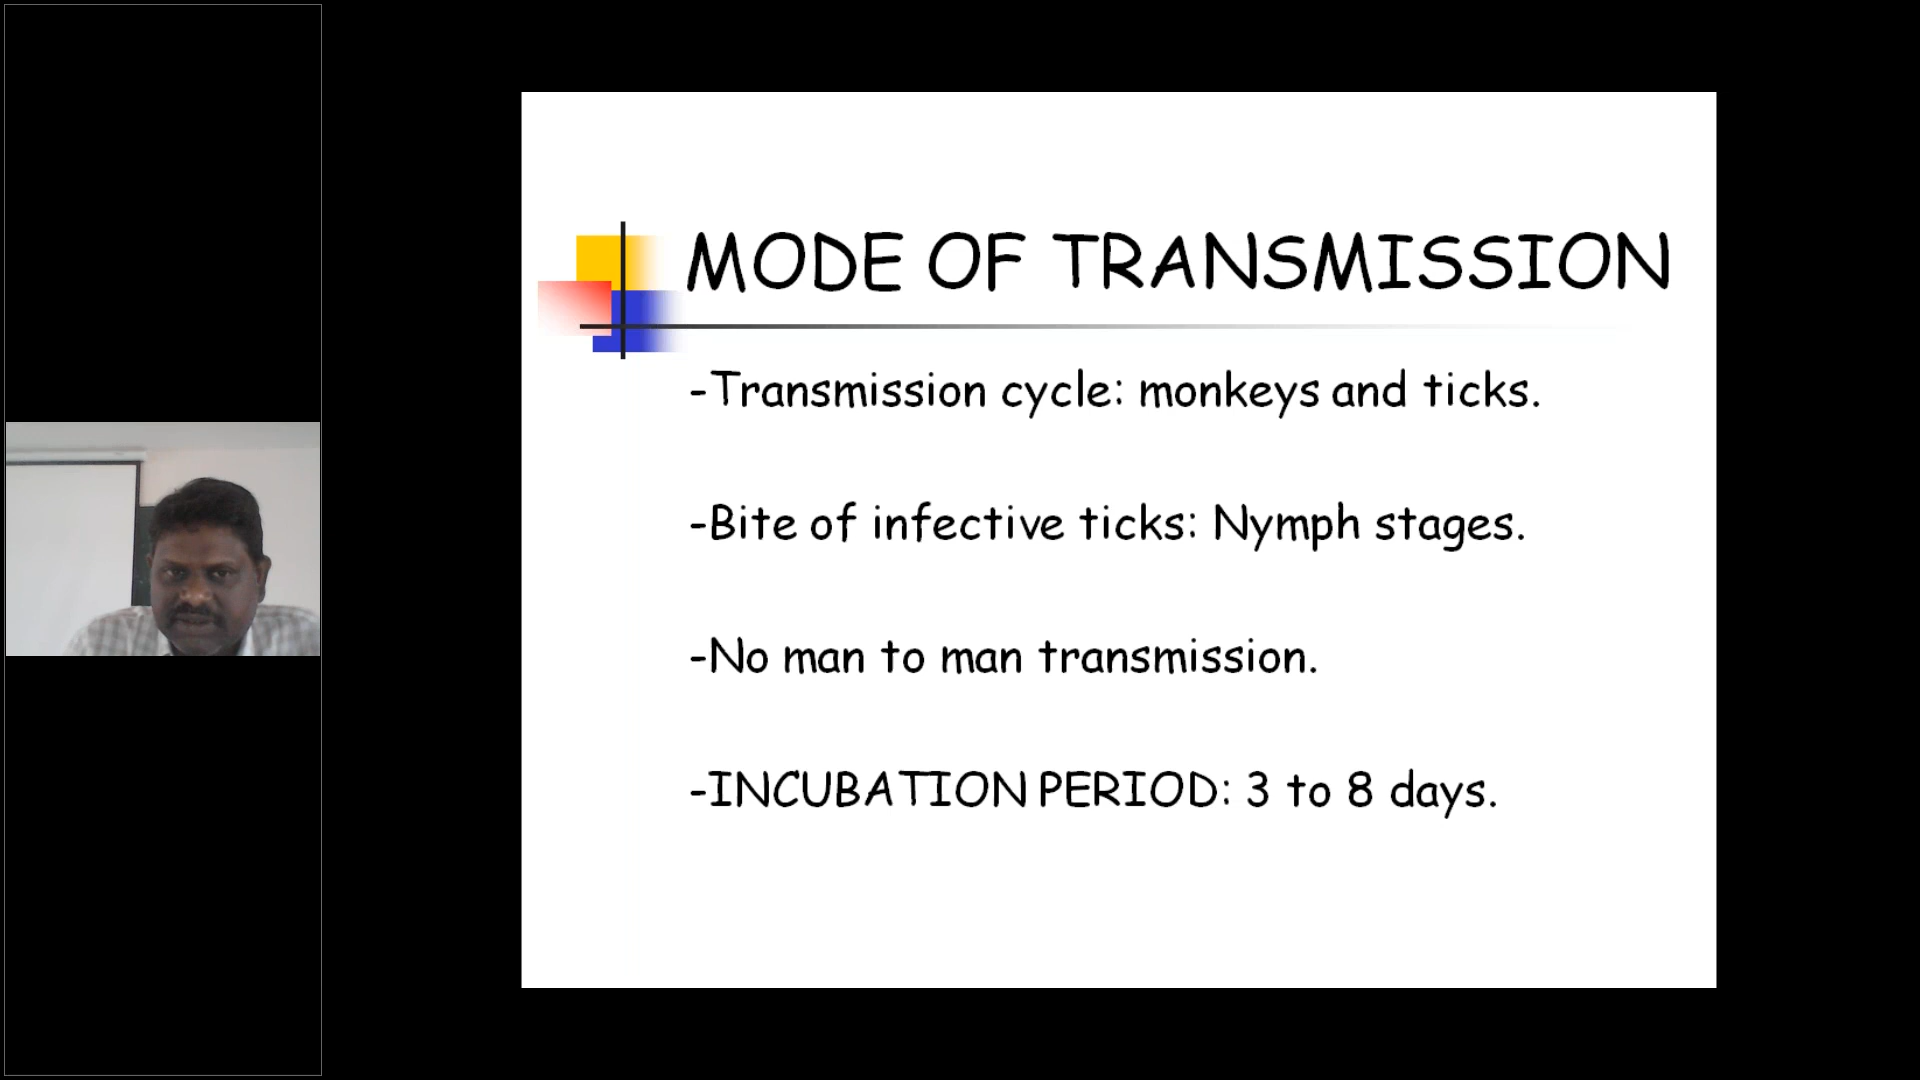 MODE OF TRANSMISSION
-Transmission cycle: monkeys and ticks.
-Bite of infective ticks: Nymph stages.
-No man to man transmission.
-INCUBATION PERIOD: 3 to 8 days.